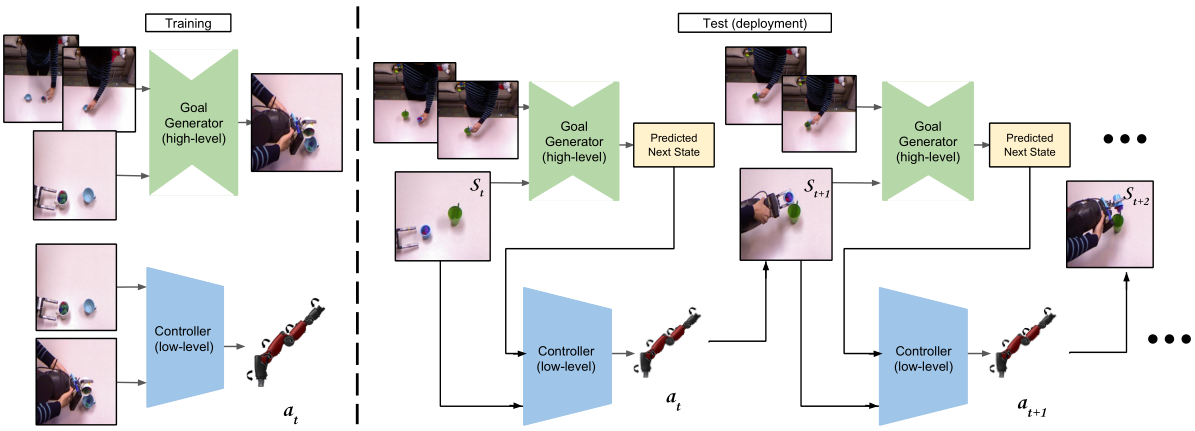 Training
Goal
Generator
(high-level)
Controller
(low-level)
a_t
Test (deployment)
Goal
Generator
(high-level)
Predicted
Next State
S_t
Controller
(low-level)
a_t
Goal
Generator
(high-level)
Predicted
Next State
S_{t+1}
S_{t+2}
Controller
(low-level)
a_{t+1}